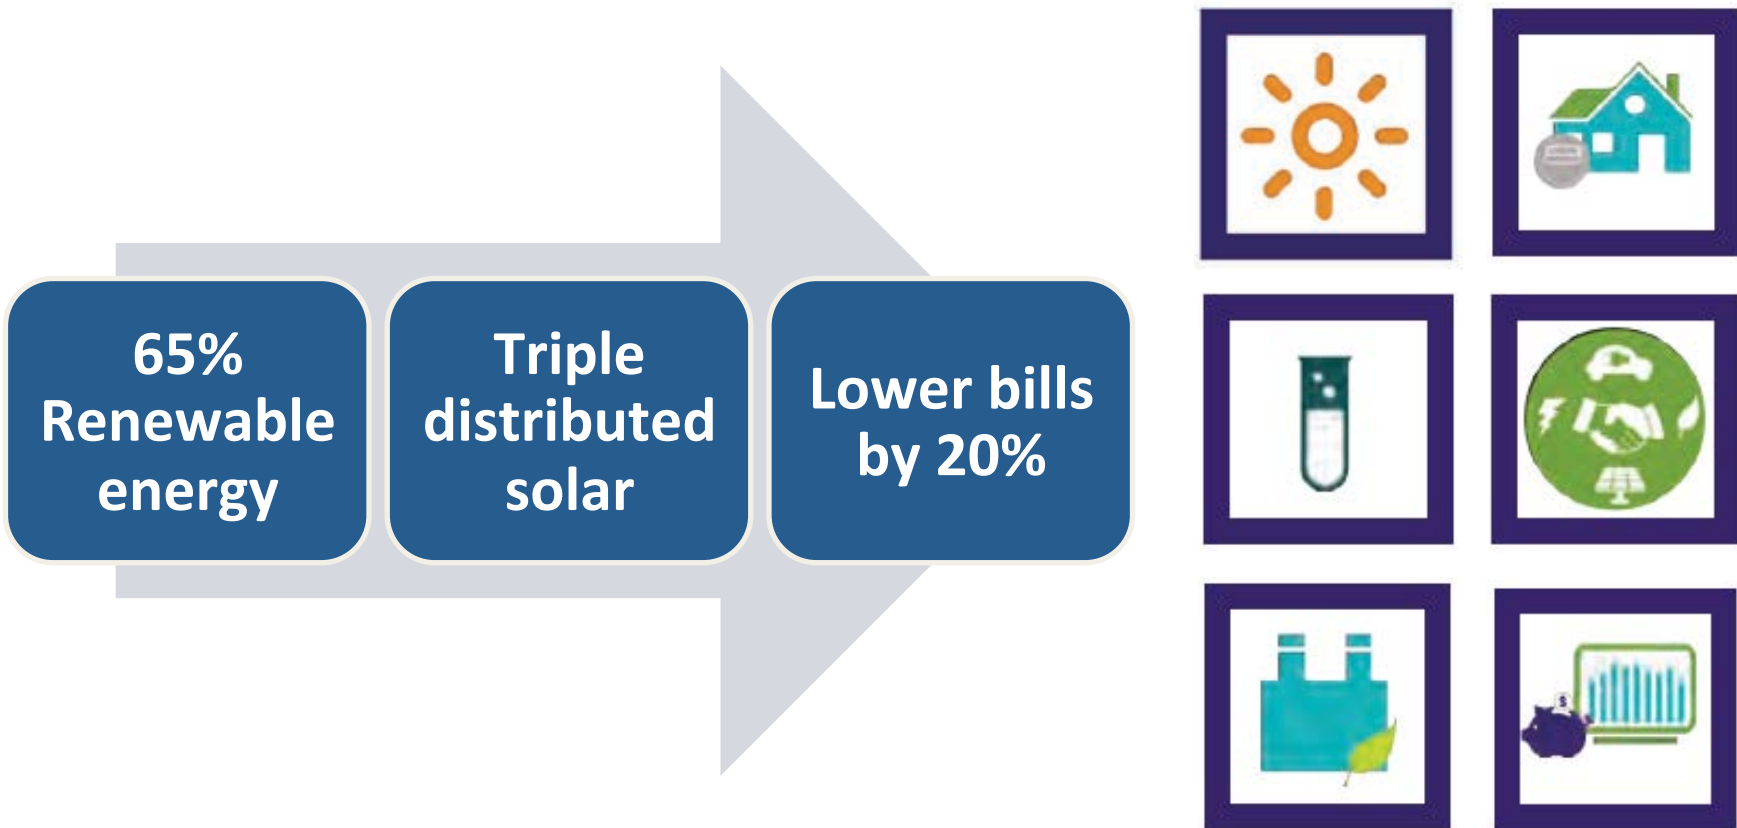 65%
Renewable
energy
Triple
distributed
solar
Lower bills
by 20%
$